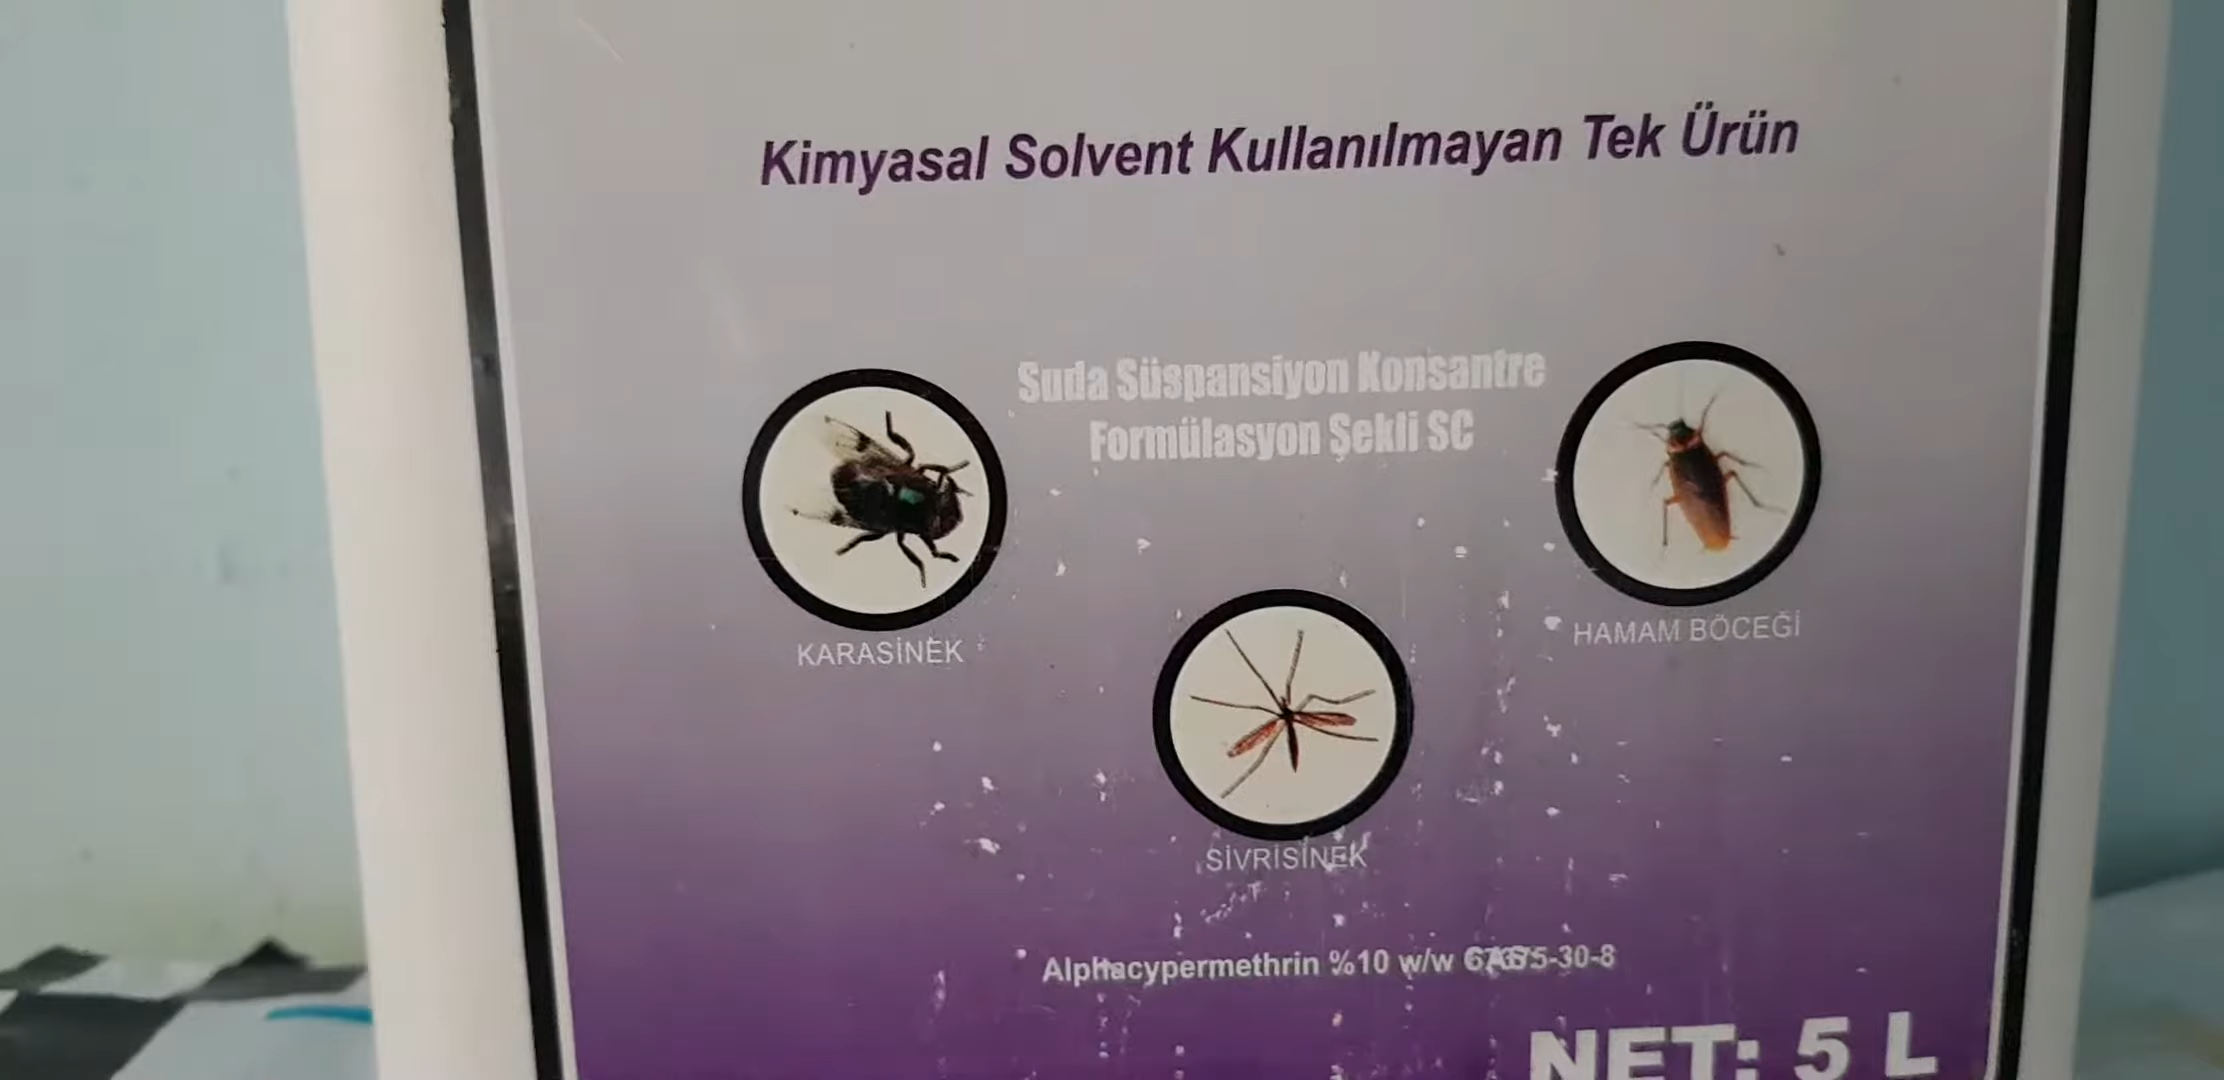 Kimyasal Solvent Kullanılmayan Tek Ürün
Suda Süspansiyon Konsantre
Formülasyon Şekli SC
KARASİNEK
HAMAM BÖCEĞİ
SİVRİSİNEK
Alphacypermethrin %10 w/w
NET: 5 L